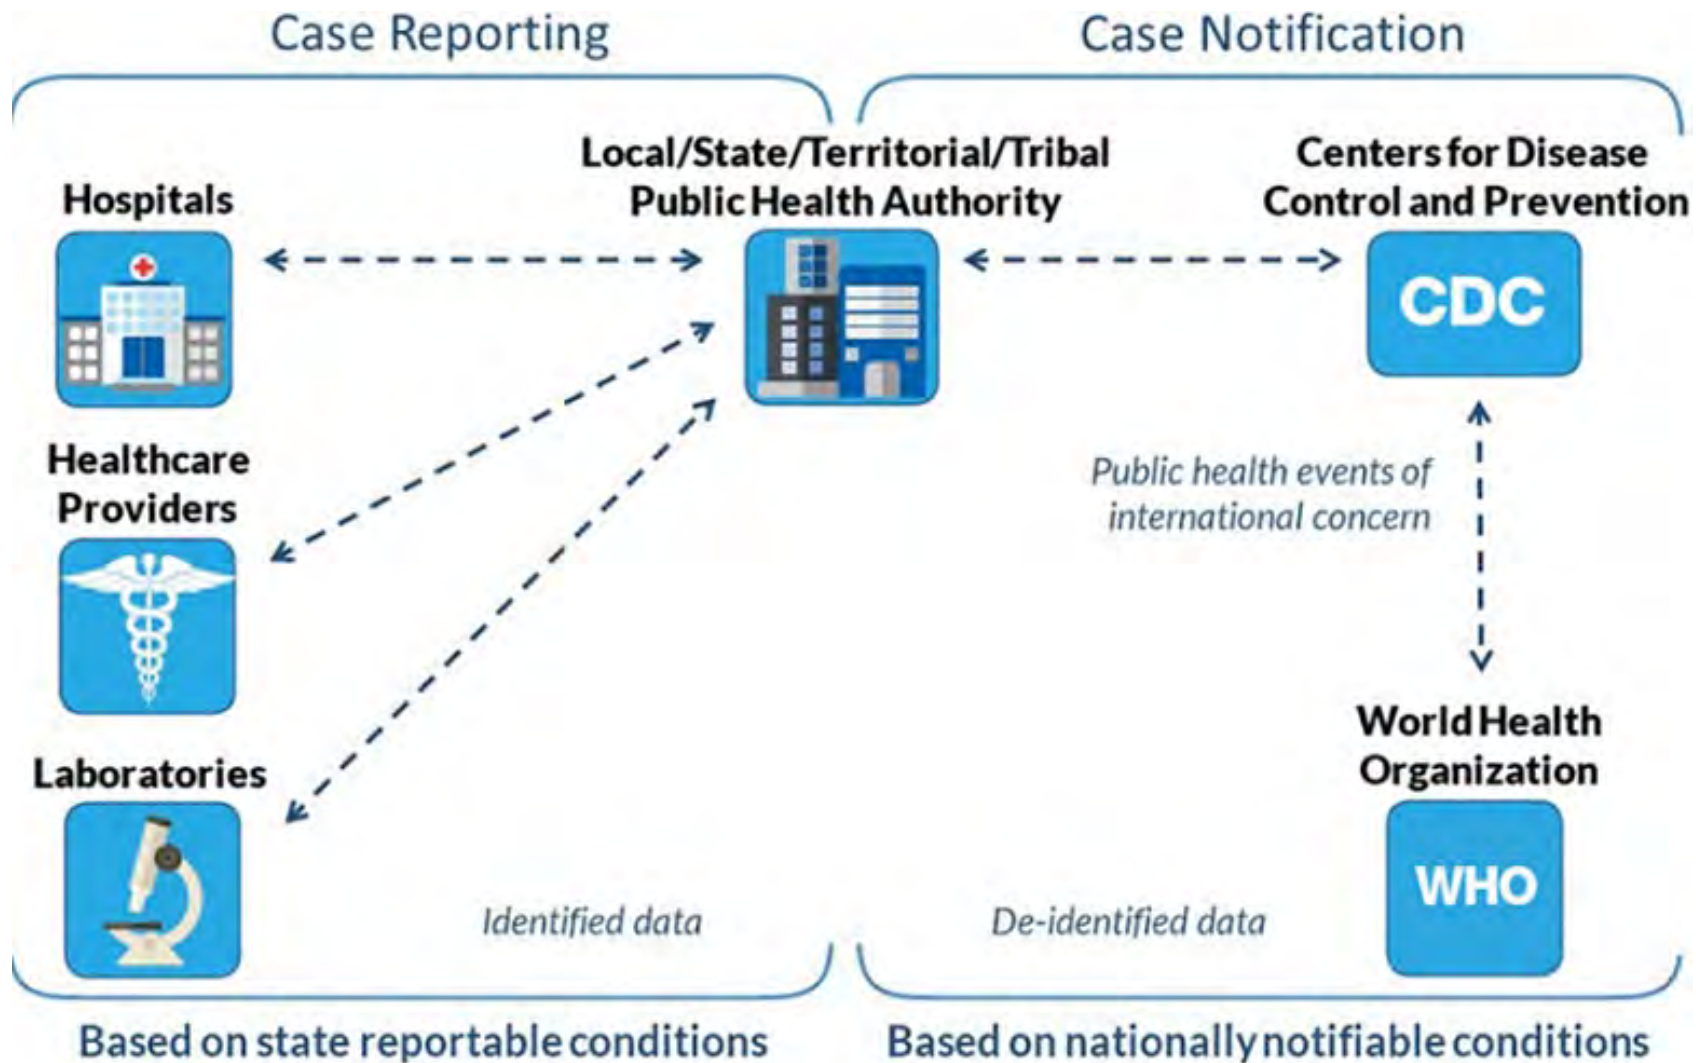 Case Reporting
Case Notification
Local/State/Territorial/Tribal
Public Health Authority
Centers for Disease
Control and Prevention
Hospitals
CDC
Healthcare
Providers
Public health events of
international concern
World Health
Organization
Laboratories
WHO
Identified data
De-identified data
Based on state reportable conditions
Based on nationally notifiable conditions